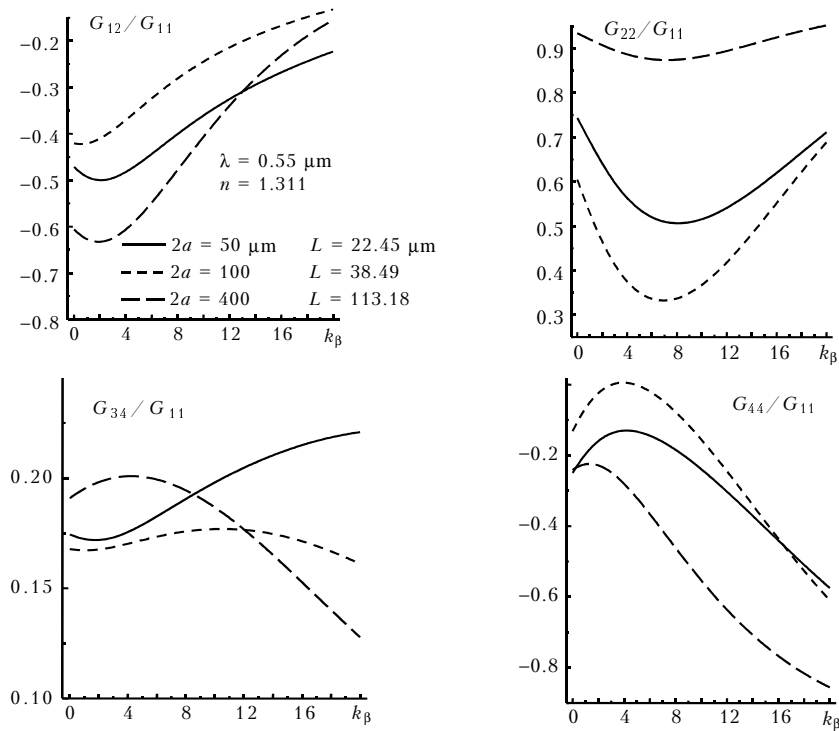 G12/G11
−0.2
−0.3
−0.4
−0.5
−0.6
−0.7
−0.8
λ = 0.55 μm
n = 1.311
2a = 50 μm L = 22.45 μm
2a = 100 L = 38.49
2a = 400 L = 113.18
0 4 8 12 16 kβ
G22/G11
0.9
0.8
0.7
0.6
0.5
0.4
0.3
0 4 8 12 16 kβ
G34/G11
0.20
0.15
0.10
0 4 8 12 16 kβ
G44/G11
−0.2
−0.4
−0.6
−0.8
0 4 8 12 16 kβ